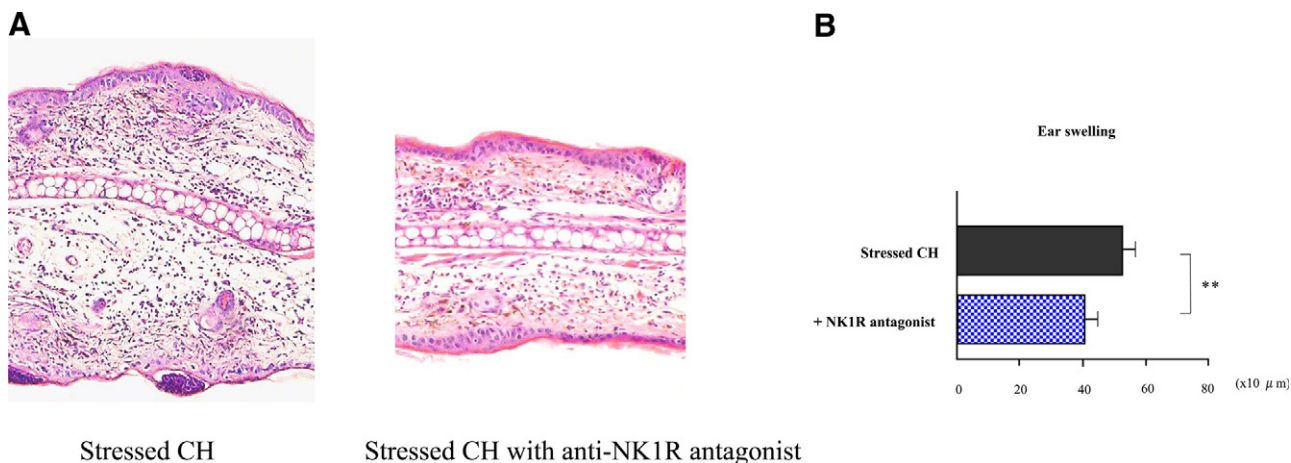 A
B
Ear swelling
Stressed CH
+ NK1R antagonist
**
0 20 40 60 80 (x10 μm)
Stressed CH
Stressed CH with anti-NK1R antagonist